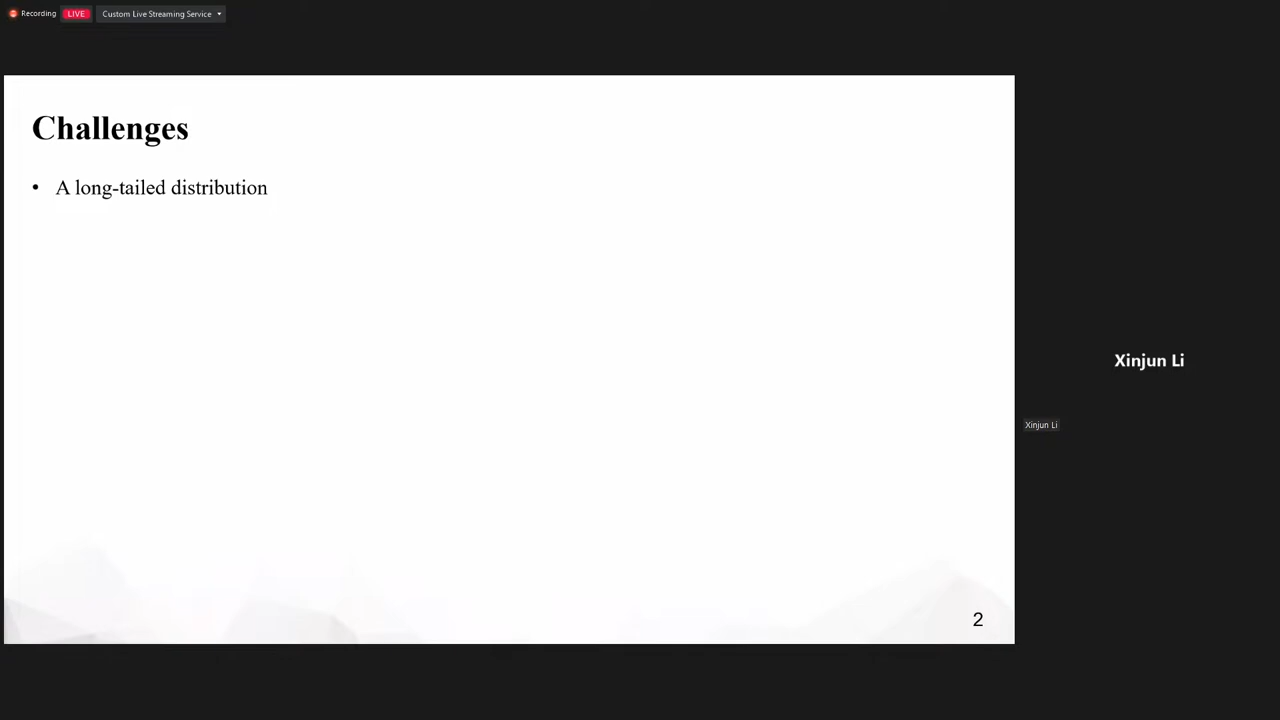 Recording LIVE Custom Live Streaming Service
Challenges
• A long-tailed distribution
Xinjun Li
Xinjun Li
2